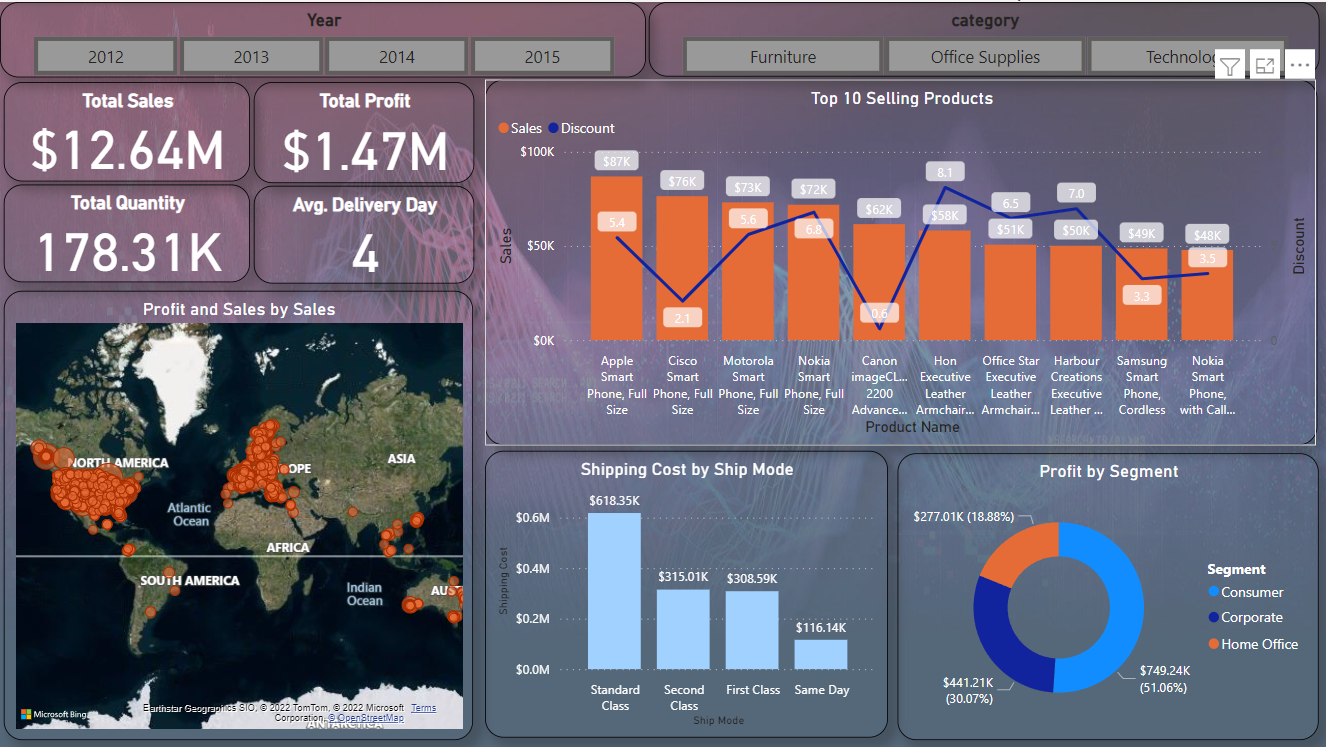 Year
2012
2013
2014
2015
category
Furniture
Office Supplies
Technolog
Total Sales
$12.64M
Total Profit
$1.47M
Total Quantity
178.31K
Avg. Delivery Day
4
Top 10 Selling Products
Sales
Discount
Sales
$100K
$50K
$0K
$87K
$76K
$73K
$72K
$62K
$58K
$51K
$50K
$49K
$48K
5.4
2.1
5.6
6.8
0.6
8.1
6.5
7.0
3.3
3.5
Discount
0
Apple
Smart
Phone, Full
Size
Cisco
Smart
Phone, Full
Size
Motorola
Smart
Phone, Full
Size
Nokia
Smart
Phone, Full
Size
Canon
imageCL...
2200
Advance...
Hon
Executive
Leather
Armchair...
Office Star
Executive
Leather
Armchair...
Harbour
Creations
Executive
Leather ...
Samsung
Smart
Phone,
Cordless
Nokia
Smart
Phone,
with Call...
Product Name
Profit and Sales by Sales
NORTH AMERICA
OPE
ASIA
Atlantic
Ocean
AFRICA
SOUTH AMERICA
Indian
Ocean
AUS
ANTARCTICA
Microsoft Bing
Earthstar Geographics SIO, © 2022 TomTom, © 2022 Microsoft Terms
Corporation, © OpenStreetMap
Shipping Cost by Ship Mode
Shipping Cost
$0.6M
$0.4M
$0.2M
$0.0M
$618.35K
$315.01K
$308.59K
$116.14K
Standard
Class
Second
Class
First Class
Same Day
Ship Mode
Profit by Segment
$277.01K (18.88%)
$441.21K
(30.07%)
$749.24K
(51.06%)
Segment
Consumer
Corporate
Home Office